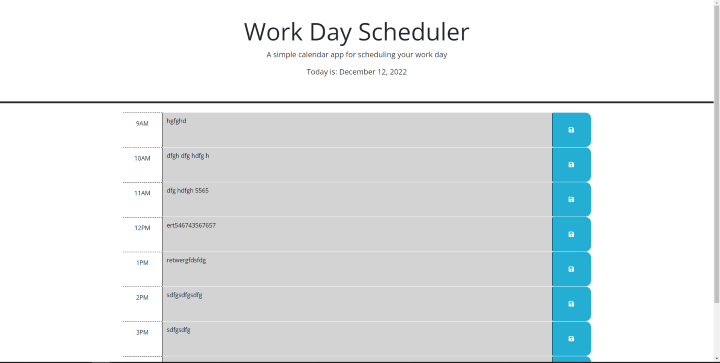 Work Day Scheduler
A simple calendar app for scheduling your work day
Today is: December 12, 2022
9AM hgfghd
10AM dfgh dfg hdfg h
11AM dfg hdfgh 5565
12PM ert546743567657
1PM retwergfdsfdg
2PM sdfgsdfgsdfg
3PM sdfgsdfg